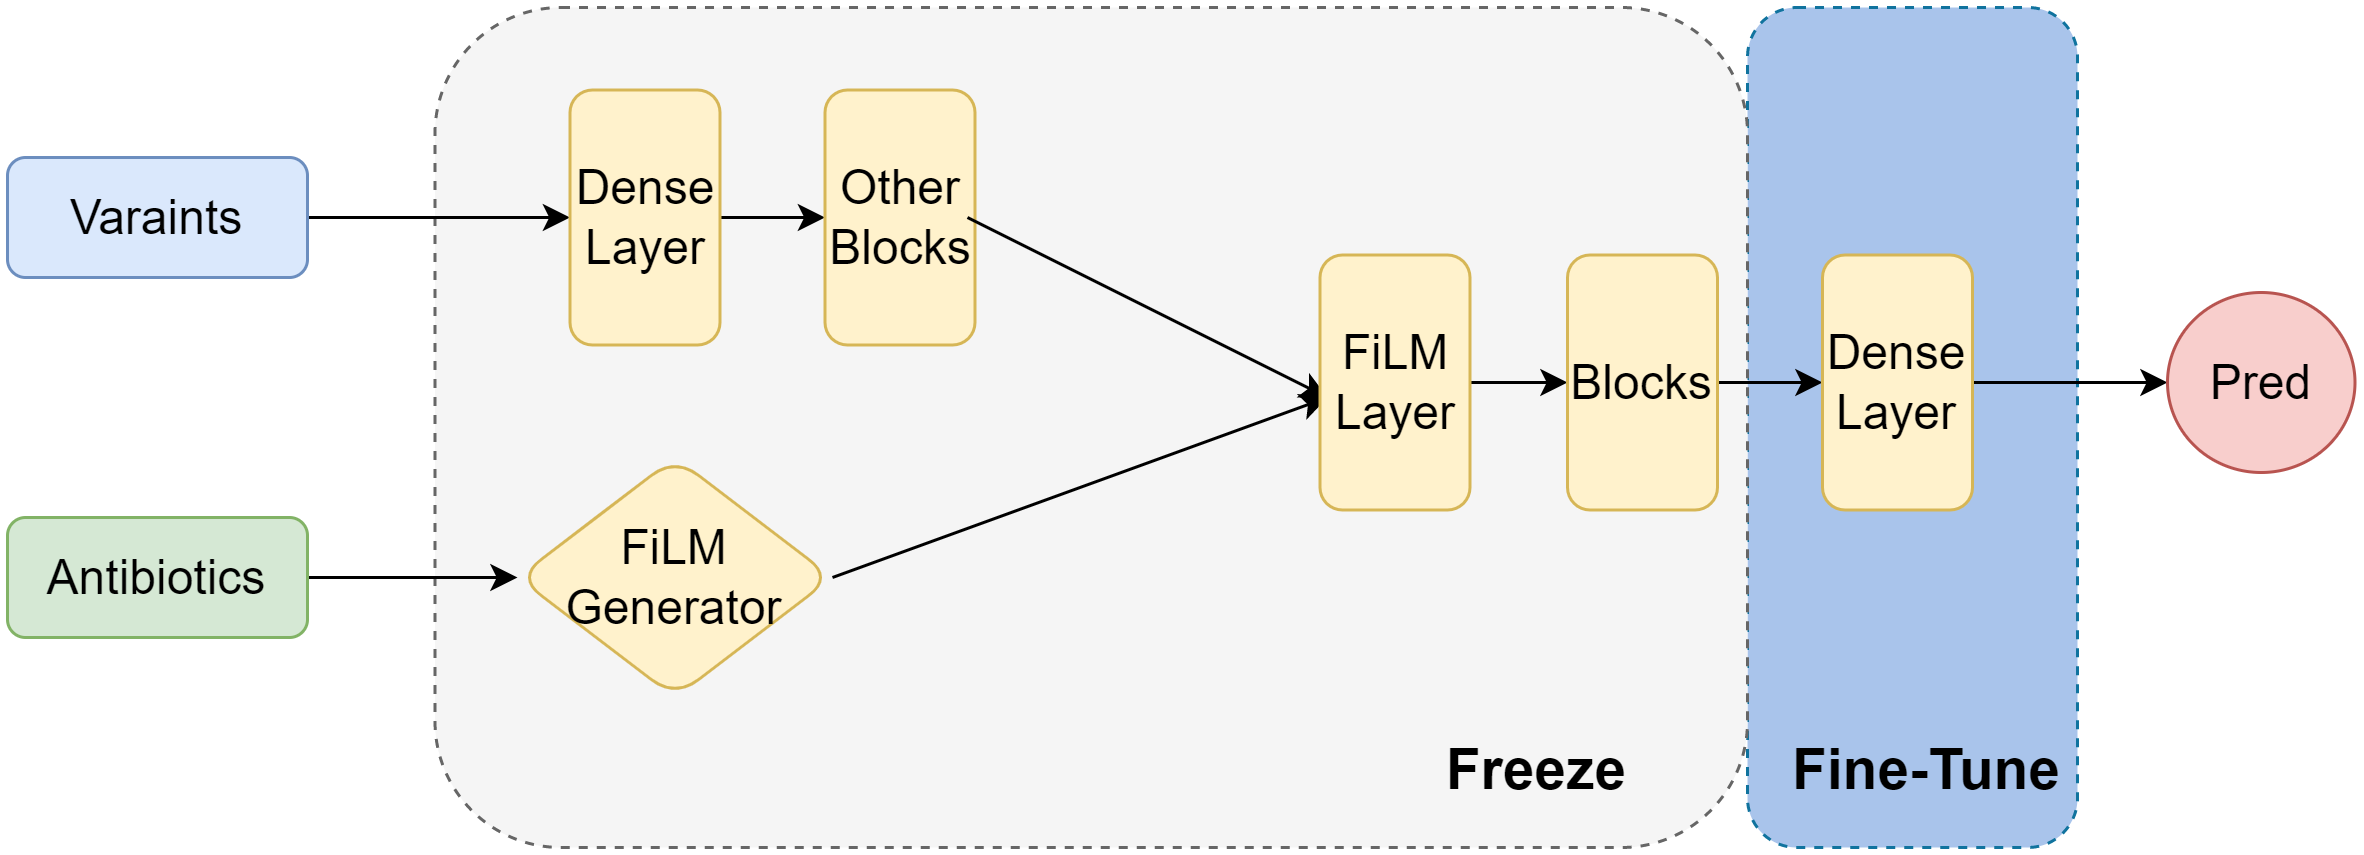 Varaints
Dense
Layer
Other
Blocks
Antibiotics
FiLM
Generator
FiLM
Layer
Blocks
Dense
Layer
Pred
Freeze
Fine-Tune